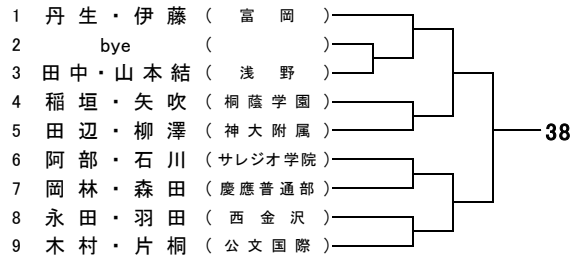 1 丹生・伊藤 (富岡)
2 bye ( )
3 田中・山本結 (浅野)
4 稲垣・矢吹 (桐蔭学園)
5 田辺・柳澤 (神大附属)
6 阿部・石川 (サレジオ学院)
7 岡林・森田 (慶應普通部)
8 永田・羽田 (西金沢)
9 木村・片桐 (公文国際)
38